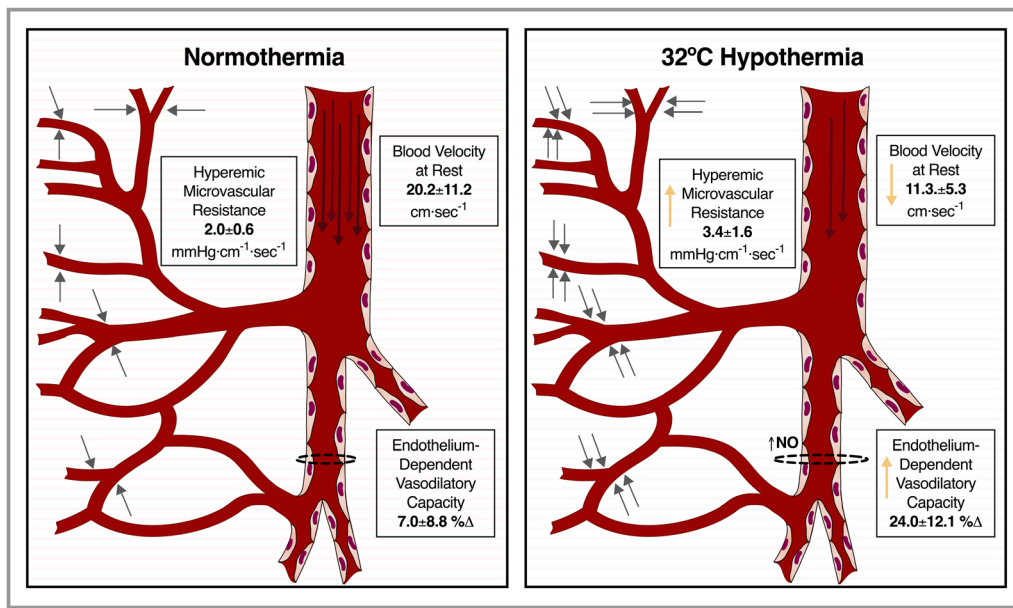 Normothermia
Hyperemic
Microvascular
Resistance
2.0±0.6
mmHg·cm⁻¹·sec⁻¹
Blood Velocity
at Rest
20.2±11.2
cm·sec⁻¹
Endothelium-
Dependent
Vasodilatory
Capacity
7.0±8.8 %Δ
32ºC Hypothermia
Hyperemic
Microvascular
Resistance
3.4±1.6
mmHg·cm⁻¹·sec⁻¹
Blood Velocity
at Rest
11.3.±5.3
cm·sec⁻¹
↑NO
Endothelium-
Dependent
Vasodilatory
Capacity
24.0±12.1 %Δ